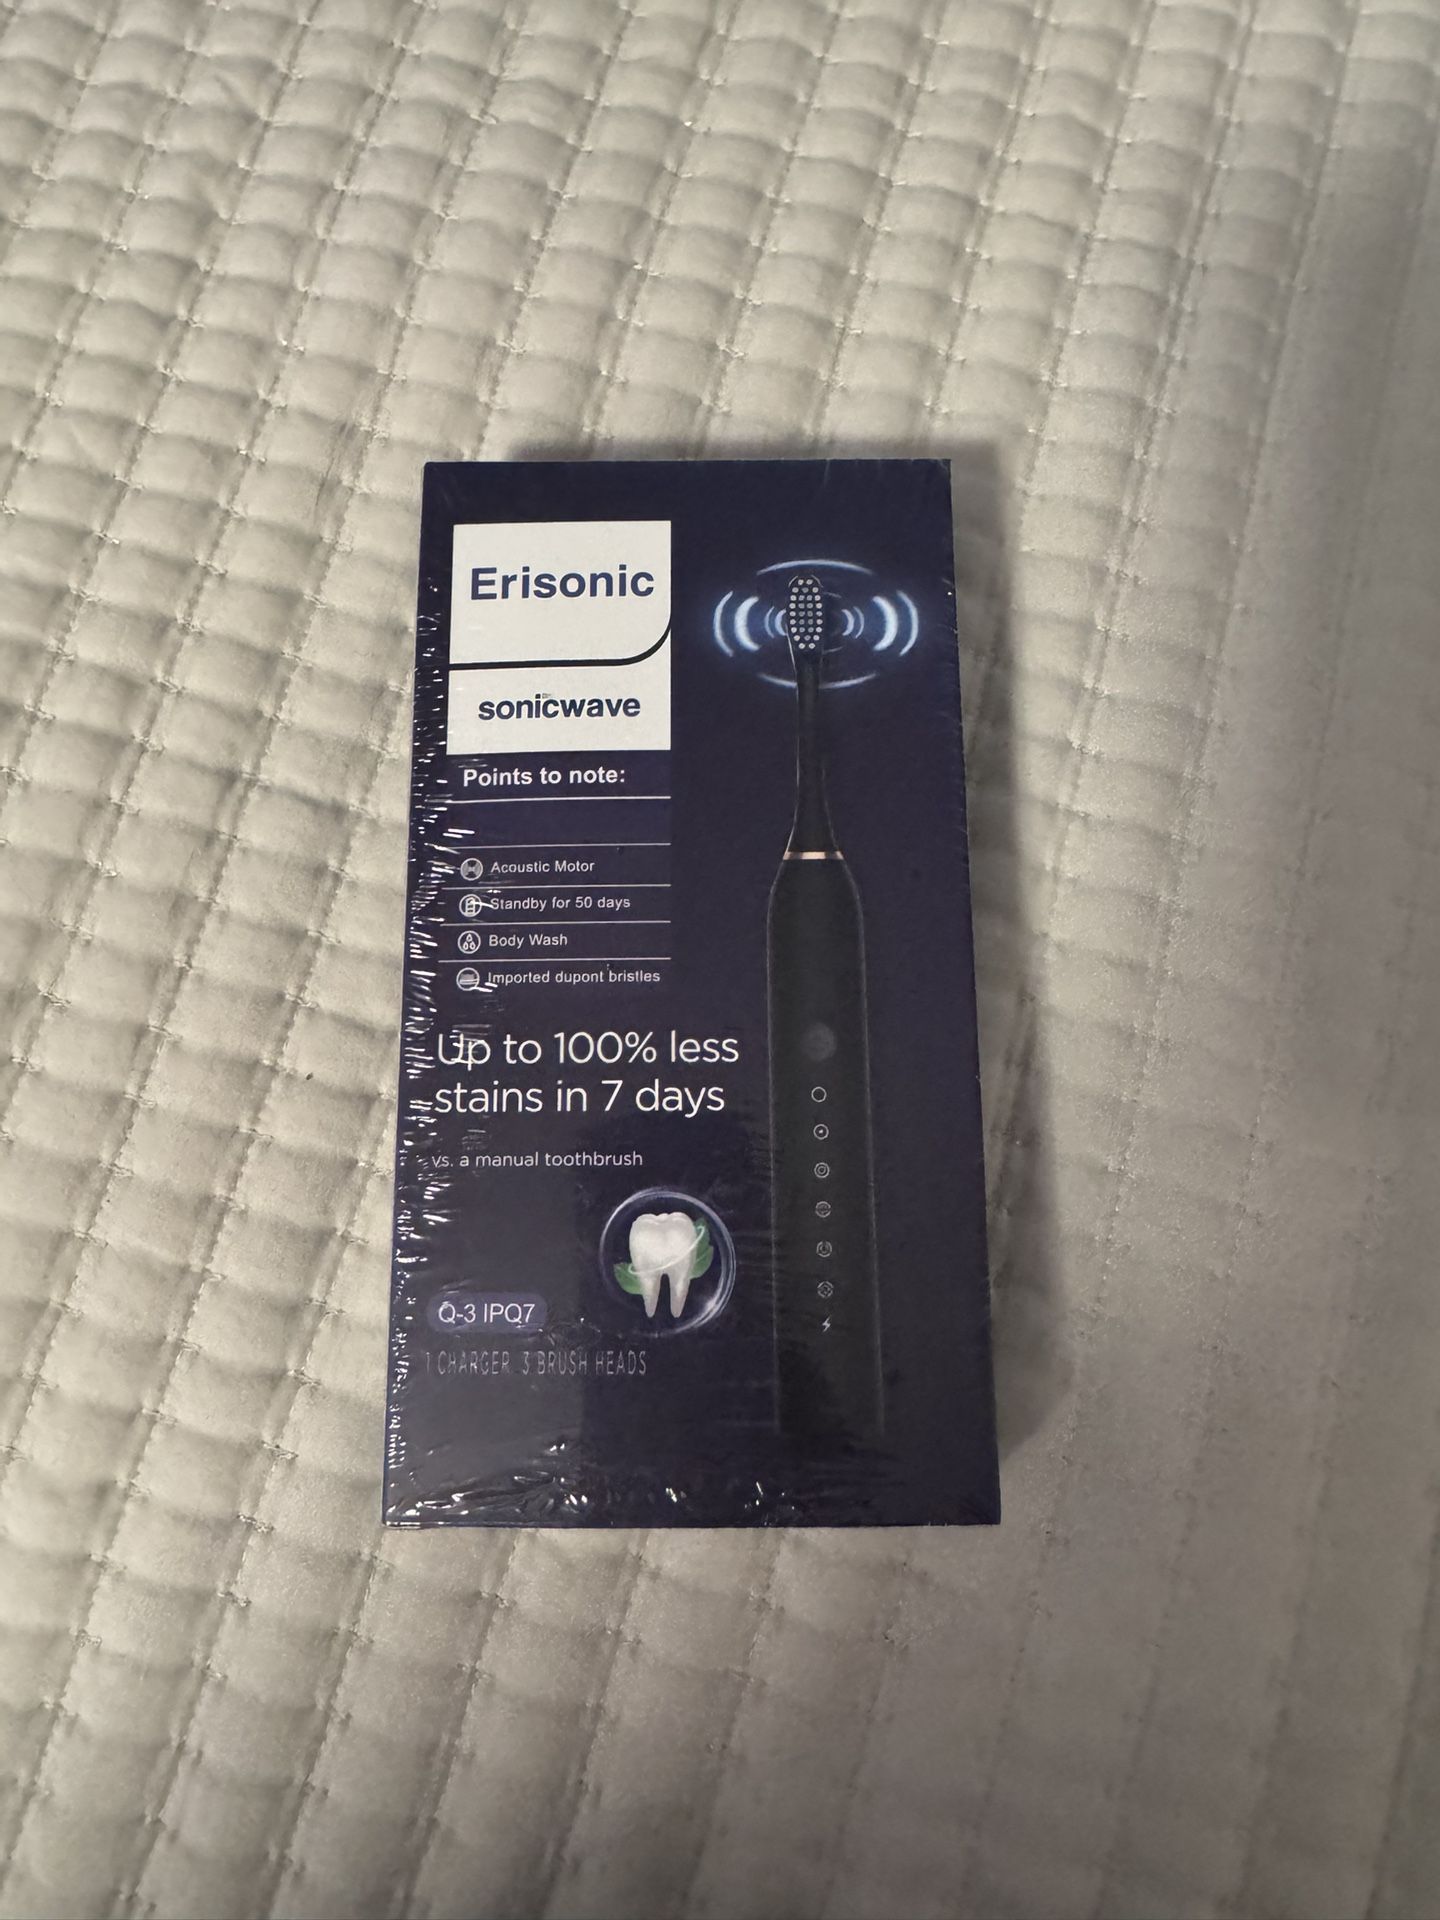 Erisonic
sonicwave
Points to note:
Acoustic Motor
Standby for 50 days
Body Wash
Imported dupont bristles
Up to 100% less
stains in 7 days
vs. a manual toothbrush
Q-3 IPQ7
1 CHARGER 3 BRUSH HEADS